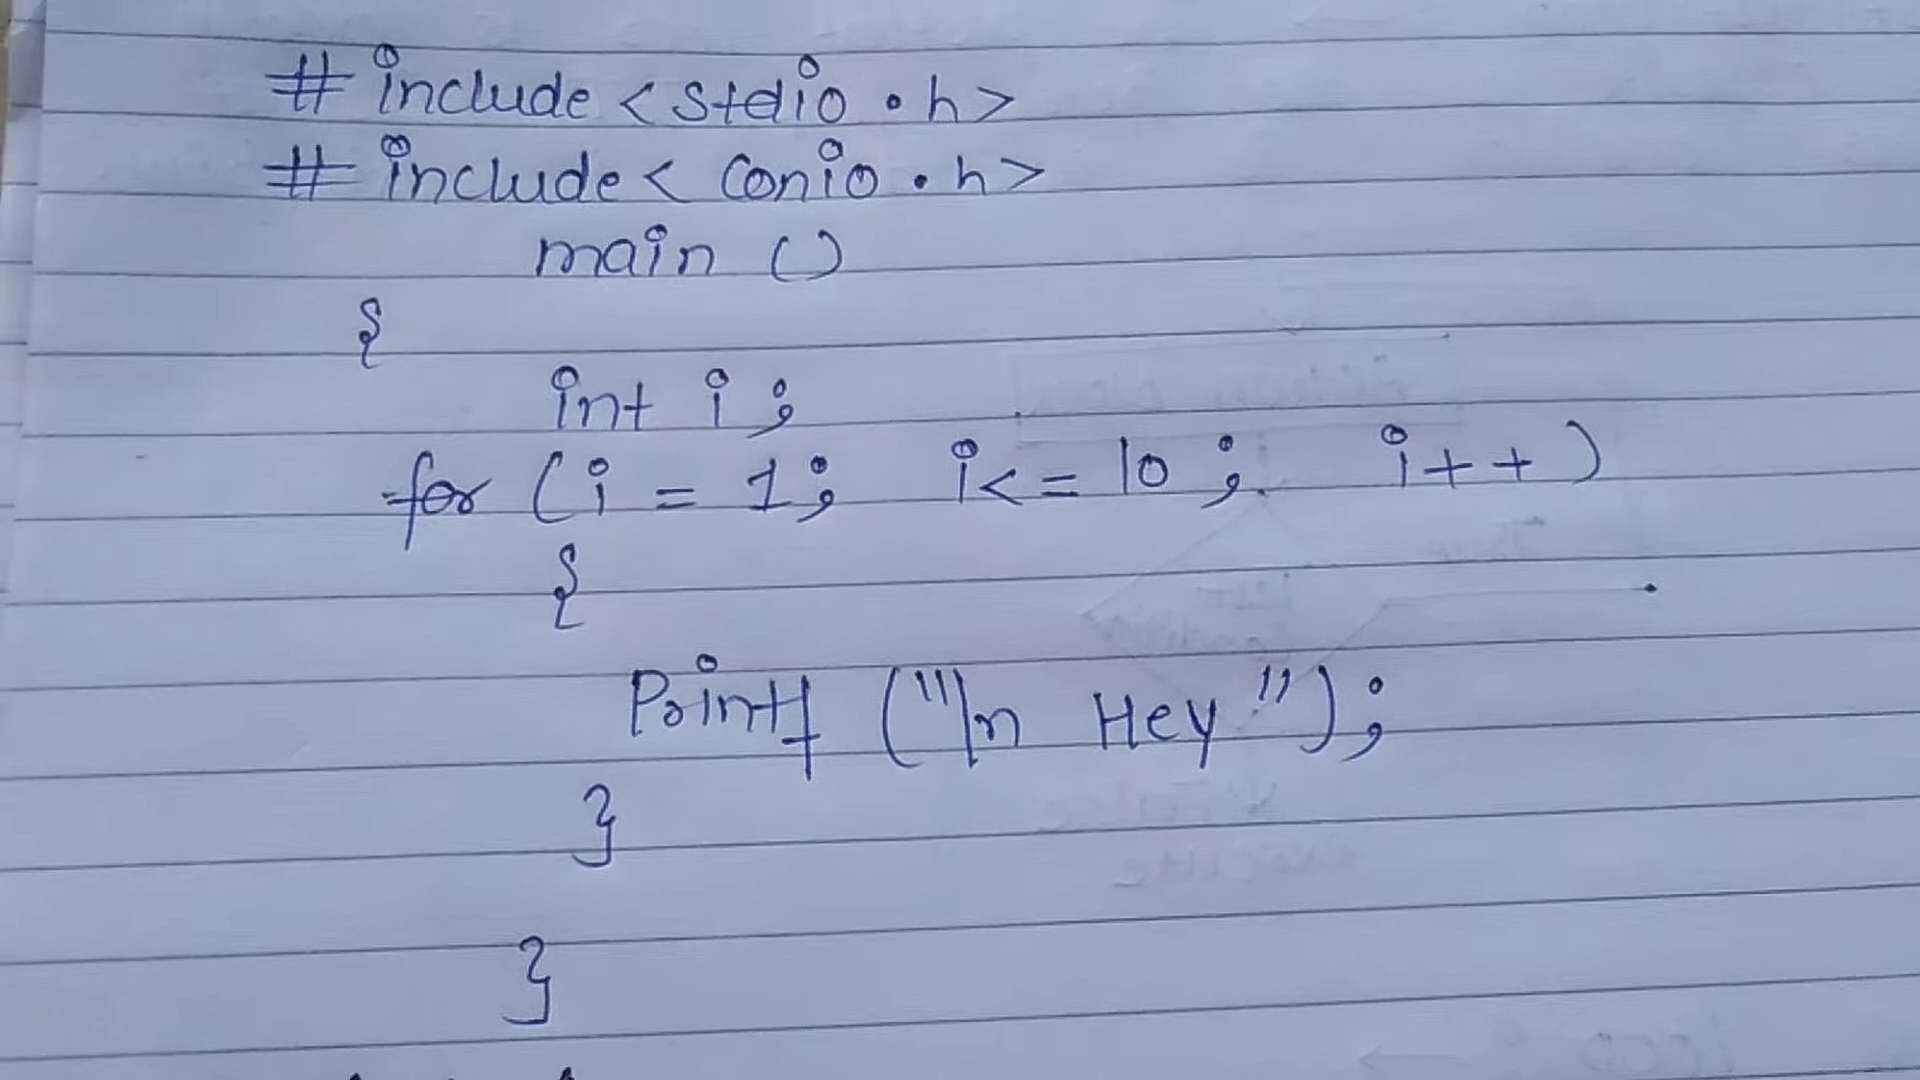 # include <stdio.h>
# include < conio.h>
main ()
{
int i;
for (i = 1; i<= 10; i++)
{
Printf ("\n Hey");
}
}